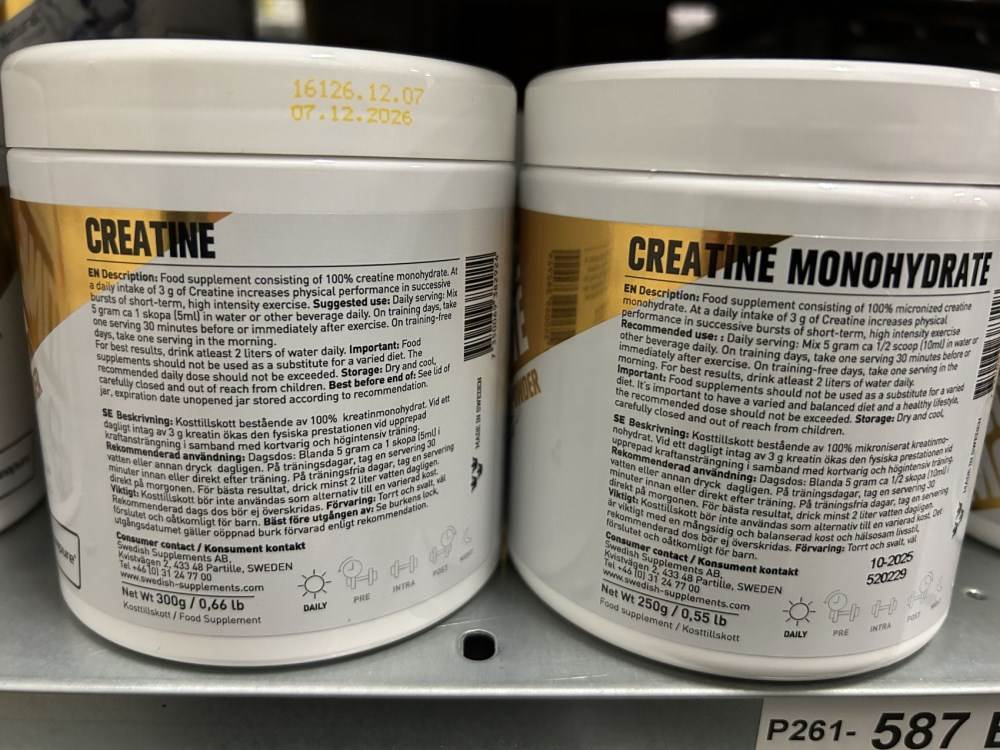 16126.12.07
07.12.2026
CREATINE
EN Description: Food supplement consisting of 100% creatine monohydrate. At
a daily intake of 3 g of Creatine increases physical performance in successive
bursts of short-term, high intensity exercise. Suggested use: Daily serving: Mix
5 gram ca 1 skopa (5ml) in water or other beverage daily. On training days, take
one serving 30 minutes before or immediately after exercise. On training-free
days, take one serving in the morning.
For best results, drink atleast 2 liters of water daily. Important: Food
supplements should not be used as a substitute for a varied diet. The
recommended daily dose should not be exceeded. Storage: Dry and cool,
carefully closed and out of reach from children. Best before end of: See lid of
jar, expiration date unopened jar stored according to recommendation.
SE Beskrivning: Kosttillskott bestående av 100% kreatinmonohydrat. Vid ett
dagligt intag av 3 g kreatin ökas den fysiska prestationen vid upprepad
kraftansträngning i samband med kortvarig och högintensiv träning.
Rekommenderad användning: Dagsdos: Blanda 5 gram ca 1 skopa (5ml) i
vatten eller annan dryck dagligen. På träningsdagar, tag en servering 30
minuter innan eller direkt efter träning. På träningsfria dagar, tag en servering
direkt på morgonen. För bästa resultat, drick minst 2 liter vatten dagligen.
Viktigt: Kosttillskott bör inte användas som alternativ till en varierad kost.
Rekommenderad dags dos bör ej överskridas. Förvaring: Torrt och svalt, väl
förslutet och oåtkomligt för barn. Bäst före utgången av: Se burkens lock,
utgångsdatumet gäller oöppnad burk förvarad enligt rekommendation.
Consumer contact / Konsument kontakt
Swedish Supplements AB,
Kvistvägen 2, 433 48 Partille, SWEDEN
Tel +46 (0) 31 24 77 00
www.swedish-supplements.com
Net Wt 300g / 0,66 lb
Kosttillskott / Food Supplement
DAILY
PRE
INTRA
POST
MADE IN SWEDEN
CREATINE MONOHYDRATE
EN Description: Food supplement consisting of 100% micronized creatine
monohydrate. At a daily intake of 3 g of Creatine increases physical
performance in successive bursts of short-term, high intensity exercise
Recommended use: : Daily serving: Mix 5 gram ca 1/2 scoop (10ml) in water or
other beverage daily. On training days, take one serving 30 minutes before or
immediately after exercise. On training-free days, take one serving in the
morning. For best results, drink atleast 2 liters of water daily.
Important: Food supplements should not be used as a substitute for a varied
diet. It's important to have a varied and balanced diet and a healthy lifestyle,
the recommended dose should not be exceeded. Storage: Dry and cool,
carefully closed and out of reach from children.
SE Beskrivning: Kosttillskott bestående av 100% mikroniserat kreatinmo-
nohydrat. Vid ett dagligt intag av 3 g kreatin ökas den fysiska prestationen vid
upprepad kraftansträngning i samband med kortvarig och högintensiv träning.
Rekommenderad användning: Dagsdos: Blanda 5 gram ca 1/2 skopa (10ml) i
vatten eller annan dryck dagligen. På träningsdagar, tag en servering 30
minuter innan eller direkt efter träning. På träningsfria dagar, tag en servering
direkt på morgonen. För bästa resultat, drick minst 2 liter vatten dagligen.
Viktigt: Kosttillskott bör inte användas som alternativ till en varierad kost. Det
är viktigt med en mångsidig och balanserad kost och hälsosam livsstil,
rekommenderad dos bör ej överskridas. Förvaring: Torrt och svalt, väl
förslutet och oåtkomligt för barn.
Consumer contact / Konsument kontakt
Swedish Supplements AB,
Kvistvägen 2, 433 48 Partille, SWEDEN
Tel +46 (0) 31 24 77 00
www.swedish-supplements.com
10-2025
520229
Net Wt 250g / 0,55 lb
Food supplement / Kosttillskott
DAILY
PRE
INTRA
POST
P261- 587